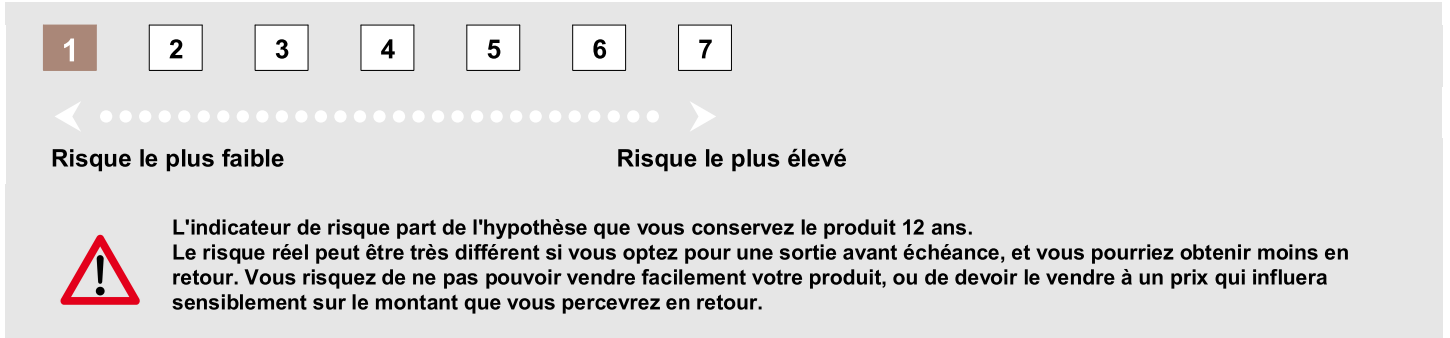 1 2 3 4 5 6 7
Risque le plus faible Risque le plus élevé
L'indicateur de risque part de l'hypothèse que vous conservez le produit 12 ans.
Le risque réel peut être très différent si vous optez pour une sortie avant échéance, et vous pourriez obtenir moins en
retour. Vous risquez de ne pas pouvoir vendre facilement votre produit, ou de devoir le vendre à un prix qui influera
sensiblement sur le montant que vous percevrez en retour.